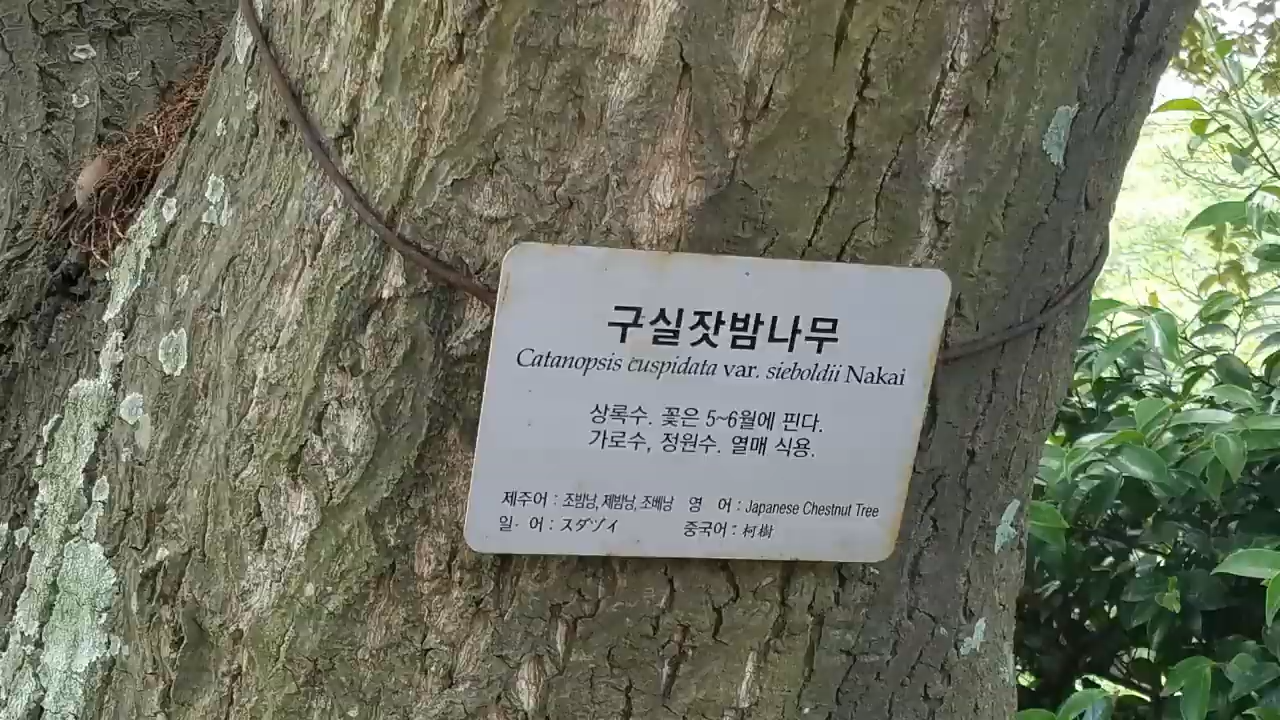 구실잣밤나무
Catanopsis cuspidata var. sieboldii Nakai
상록수. 꽃은 5~6월에 핀다.
가로수, 정원수. 열매 식용.
제주어 : 조밤낭, 제밤낭, 조베낭 영 어 : Japanese Chestnut Tree
일 어 : スダヅイ 중국어 : 柯樹